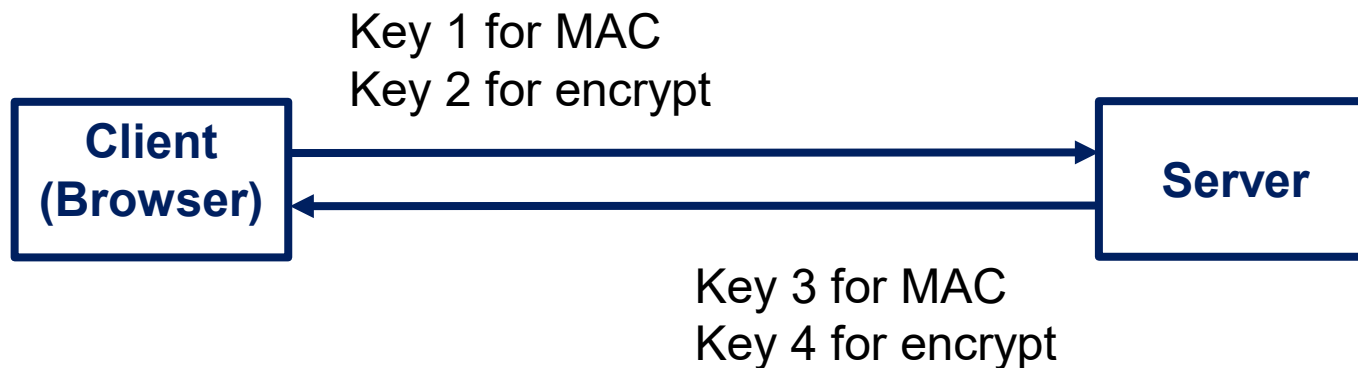 Key 1 for MAC
Key 2 for encrypt
Client
(Browser)
Server
Key 3 for MAC
Key 4 for encrypt